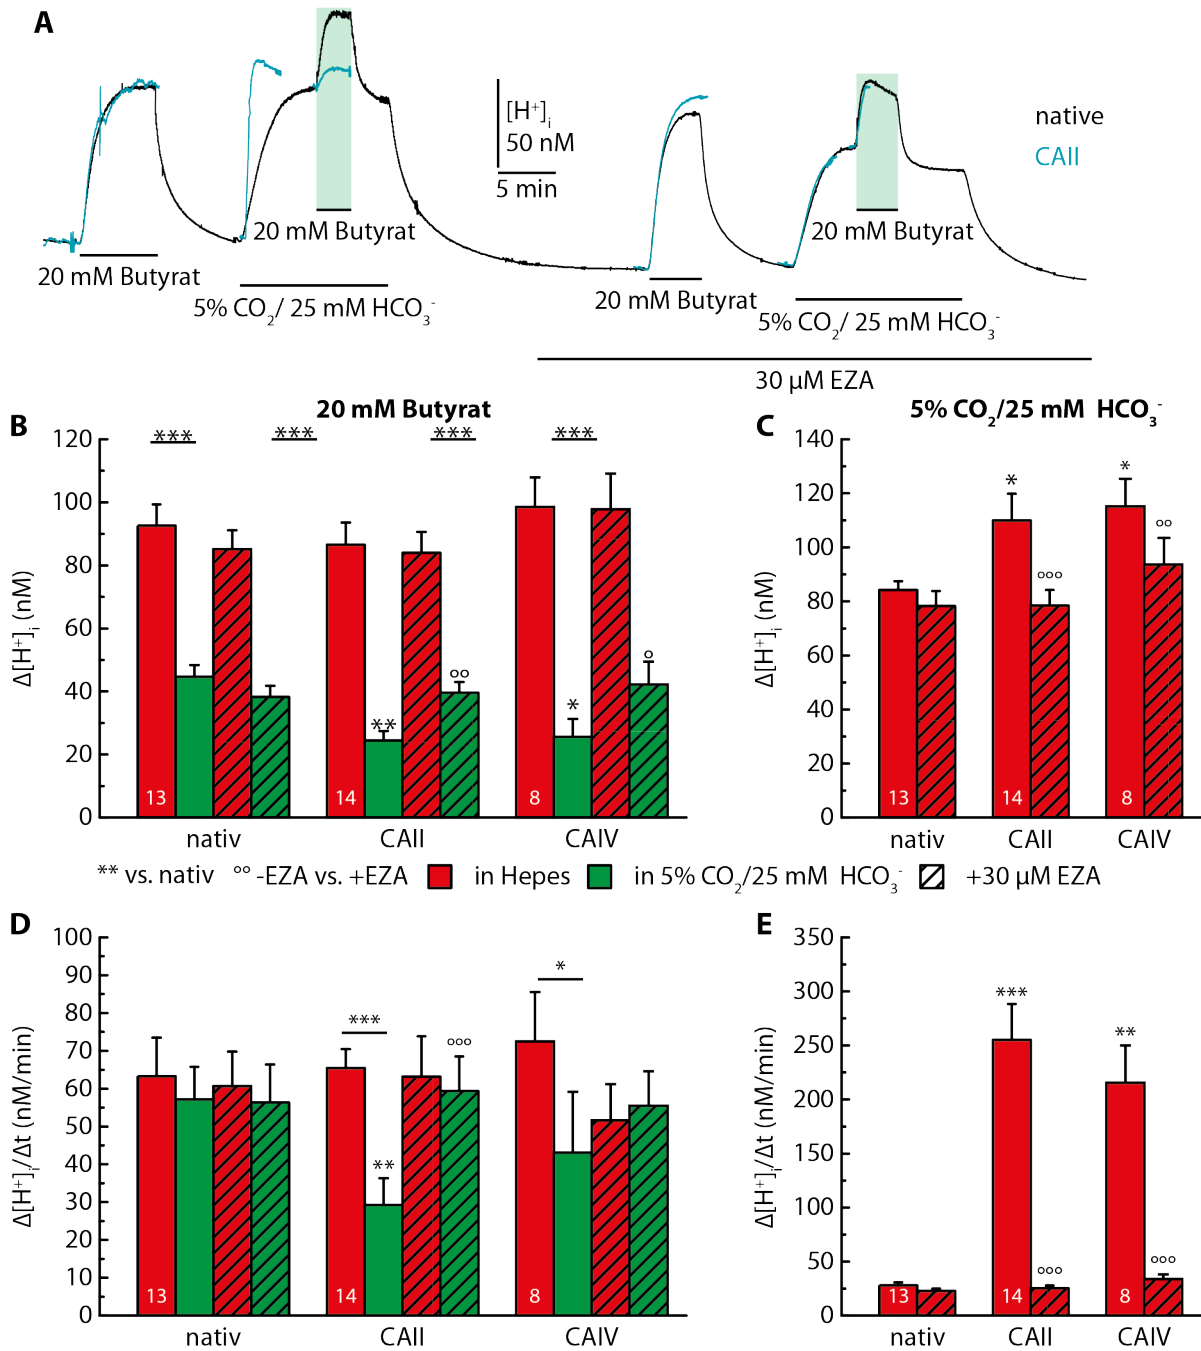 A
[H⁺]ᵢ
50 nM
5 min
native
CAII
20 mM Butyrat
20 mM Butyrat
5% CO₂/ 25 mM HCO₃⁻
20 mM Butyrat
20 mM Butyrat
5% CO₂/ 25 mM HCO₃⁻
30 µM EZA
B
20 mM Butyrat
*** *** *** ***
Δ[H⁺]ᵢ (nM)
120
100
80
60
40
20
0
** °° * °
13 14 8
nativ CAII CAIV
C
5% CO₂/25 mM HCO₃⁻
Δ[H⁺]ᵢ (nM)
140
120
100
80
60
40
20
0
* °°° * °°
13 14 8
nativ CAII CAIV
** vs. nativ °° -EZA vs. +EZA in Hepes in 5% CO₂/25 mM HCO₃⁻ +30 µM EZA
D
Δ[H⁺]ᵢ/Δt (nM/min)
100
90
80
70
60
50
40
30
20
10
0
*** ** °°° *
13 14 8
nativ CAII CAIV
E
Δ[H⁺]ᵢ/Δt (nM/min)
350
300
250
200
150
100
50
0
*** °°° ** °°°
13 14 8
nativ CAII CAIV